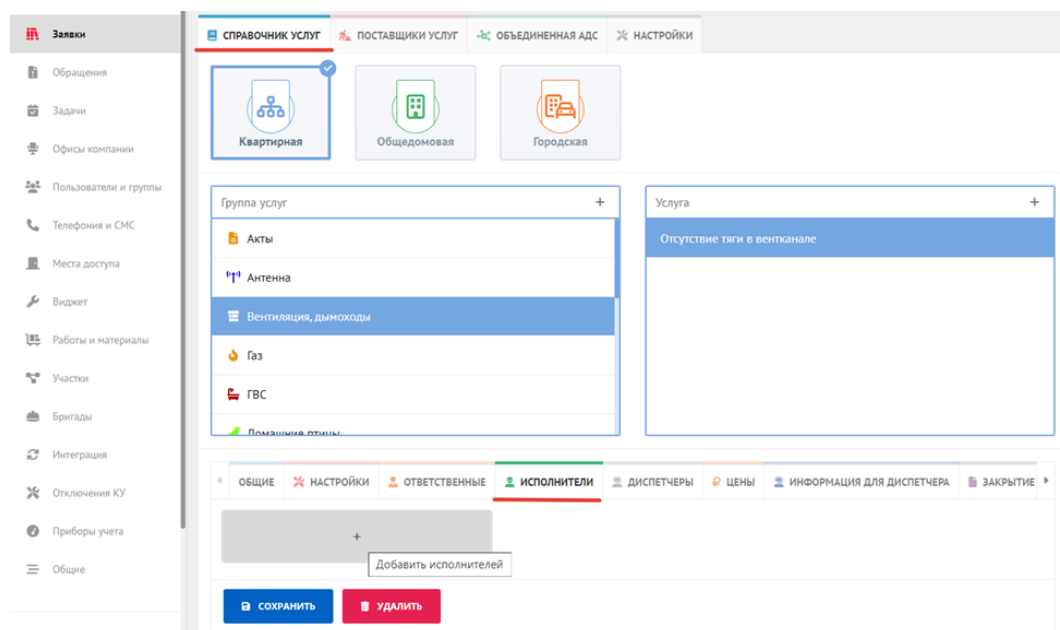 Заявки
Обращения
Задачи
Офисы компании
Пользователи и группы
Телефония и СМС
Места доступа
Виджет
Работы и материалы
Участки
Бригады
Интеграция
Отключения КУ
Приборы учета
Общие
СПРАВОЧНИК УСЛУГ ПОСТАВЩИКИ УСЛУГ ОБЪЕДИНЕННАЯ АДС НАСТРОЙКИ
Квартирная Общедомовая Городская
Группа услуг +
Акты
Антенна
Вентиляция, дымоходы
Газ
ГВС
Домашние птицы
Услуга +
Отсутствие тяги в вентканале
ОБЩИЕ НАСТРОЙКИ ОТВЕТСТВЕННЫЕ ИСПОЛНИТЕЛИ ДИСПЕТЧЕРЫ ЦЕНЫ ИНФОРМАЦИЯ ДЛЯ ДИСПЕТЧЕРА ЗАКРЫТИЕ
+
Добавить исполнителей
СОХРАНИТЬ УДАЛИТЬ